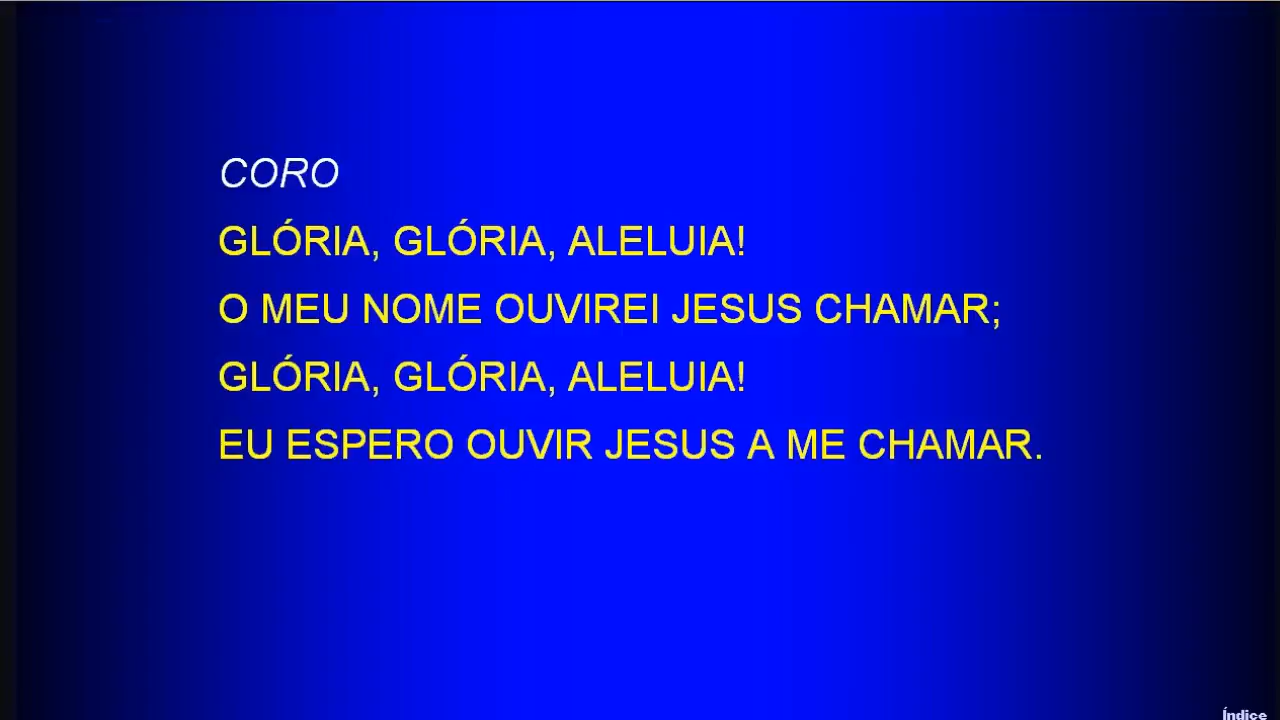 CORO
GLÓRIA, GLÓRIA, ALELUIA!
O MEU NOME OUVIREI JESUS CHAMAR;
GLÓRIA, GLÓRIA, ALELUIA!
EU ESPERO OUVIR JESUS A ME CHAMAR.
Índice